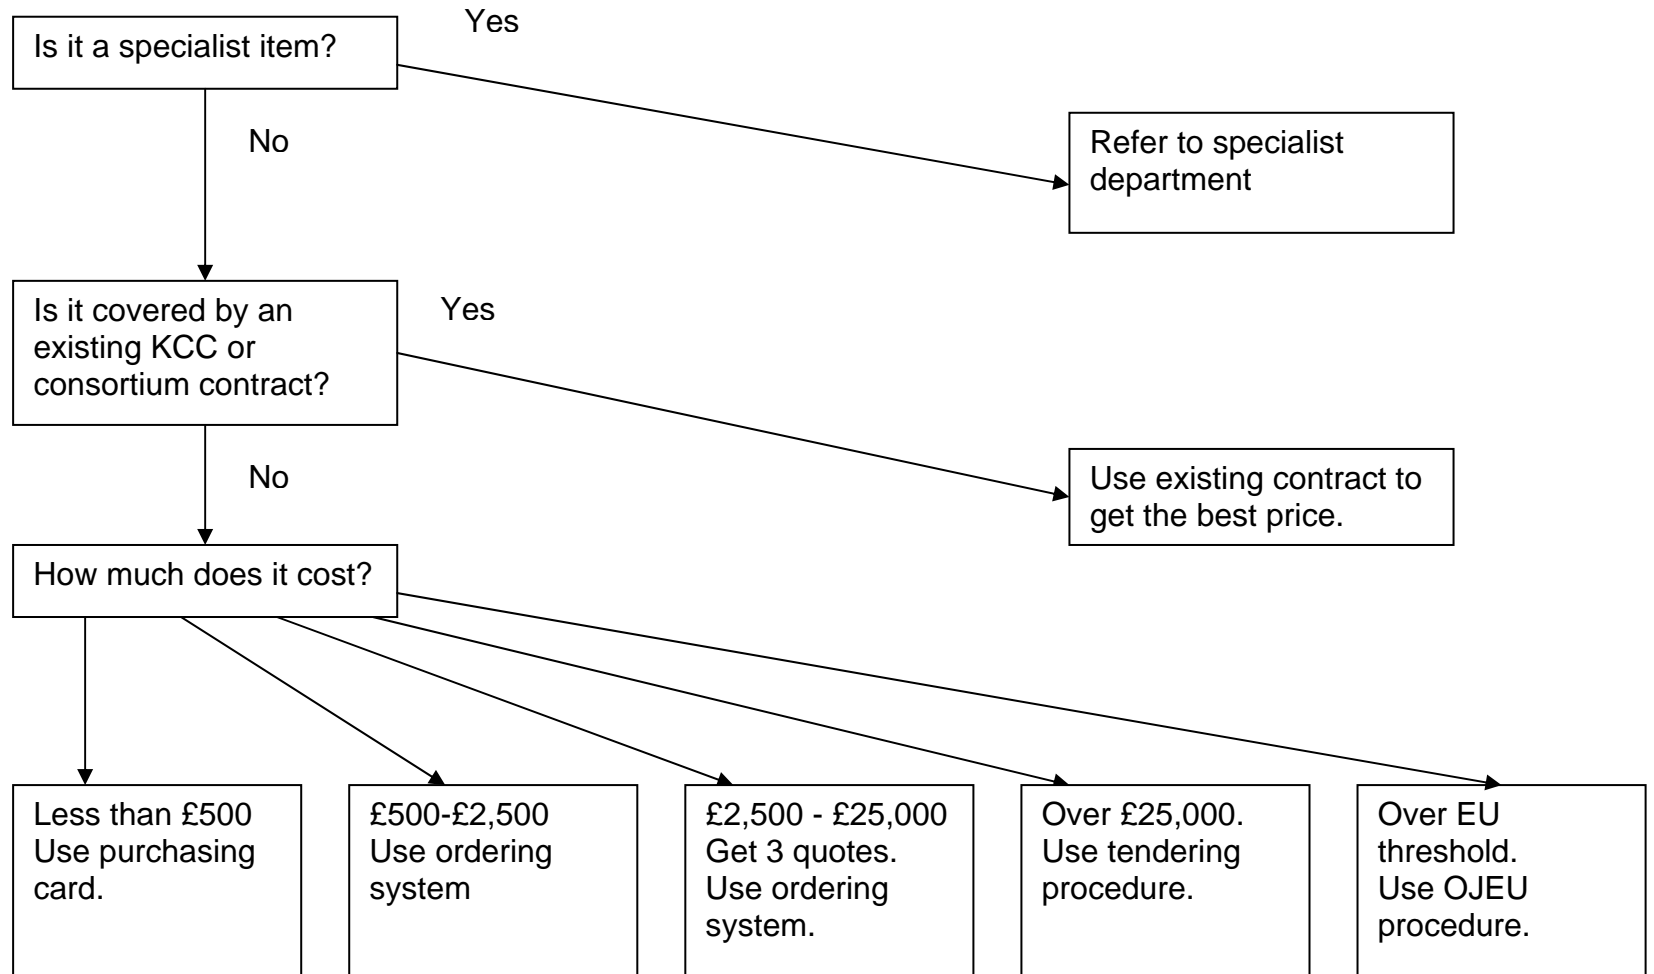 Yes
Is it a specialist item?
No
Refer to specialist
department
Is it covered by an
existing KCC or
consortium contract?
Yes
No
Use existing contract to
get the best price.
How much does it cost?
Less than £500
Use purchasing
card.
£500-£2,500
Use ordering
system
£2,500 - £25,000
Get 3 quotes.
Use ordering
system.
Over £25,000.
Use tendering
procedure.
Over EU
threshold.
Use OJEU
procedure.